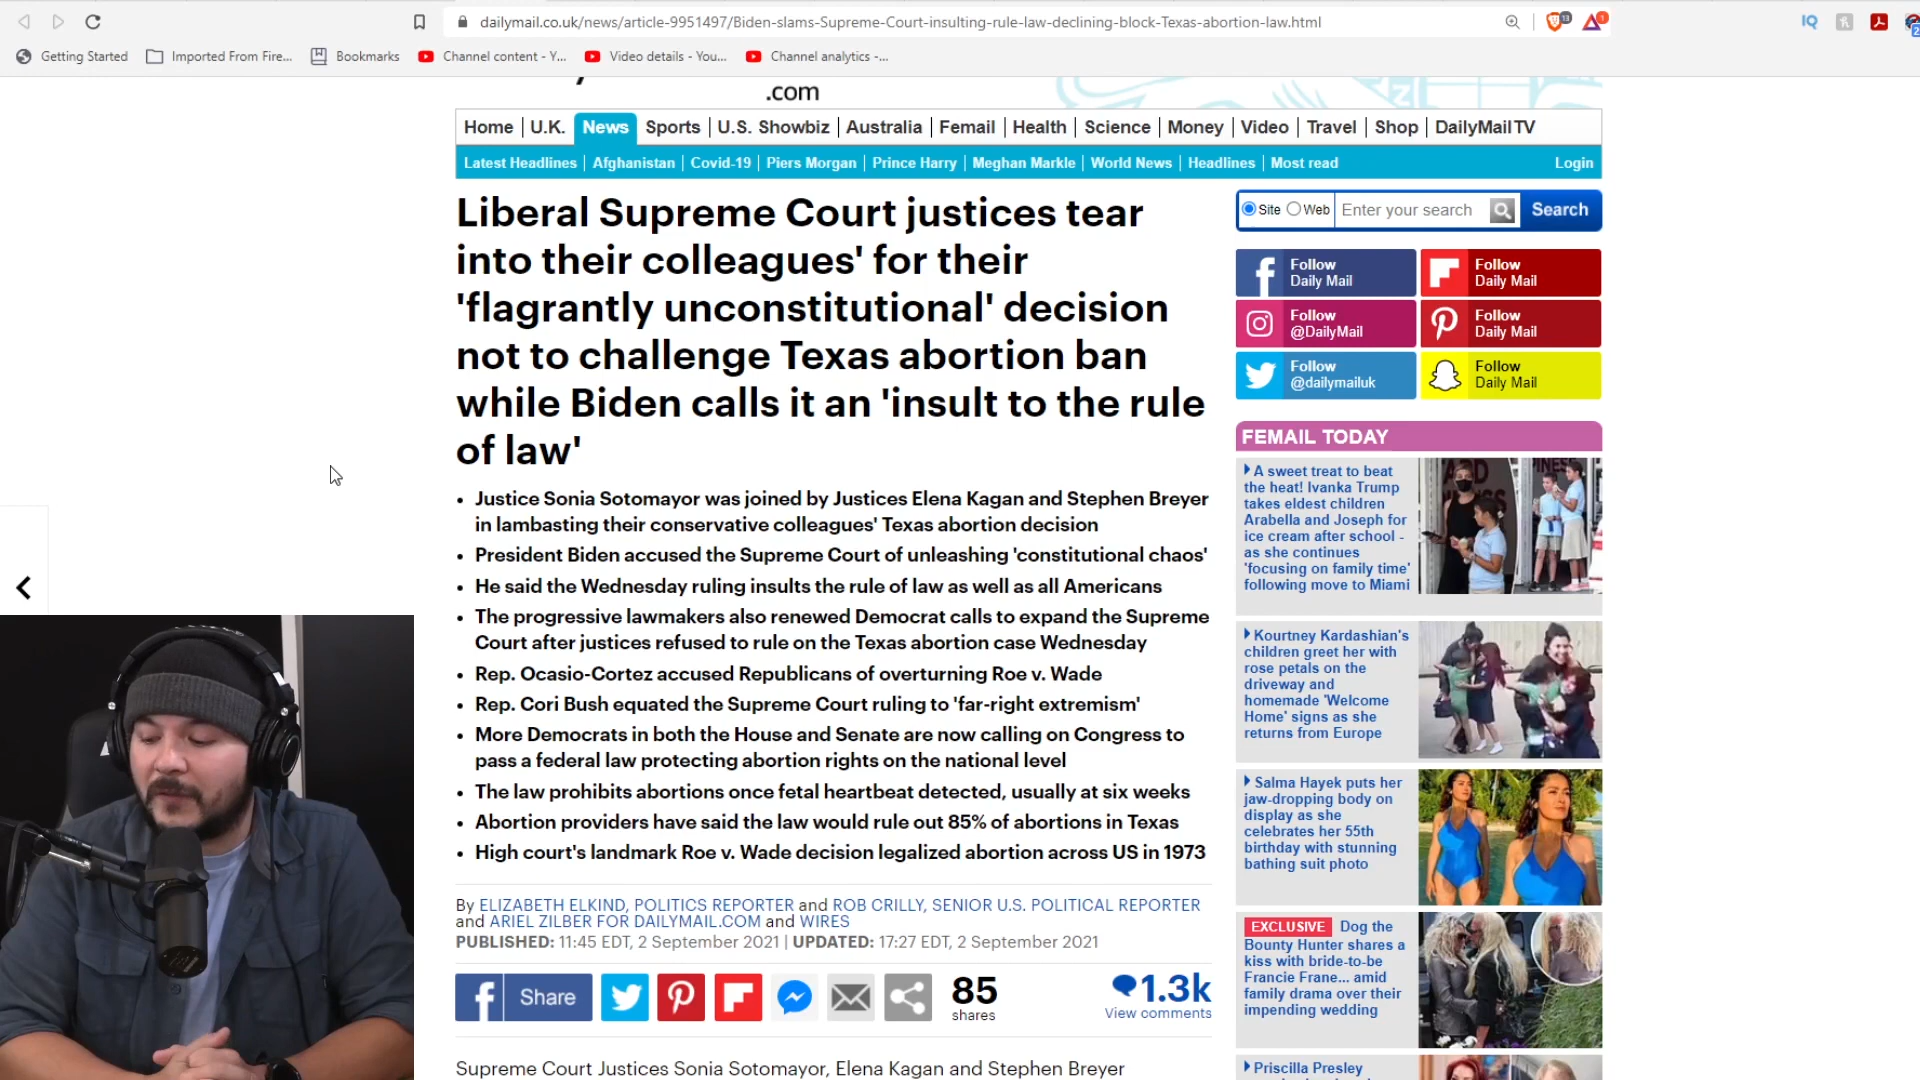 dailymail.co.uk/news/article-9951497/Biden-slams-Supreme-Court-insulting-rule-law-declining-block-Texas-abortion-law.html
13
1
IQ
2
Getting Started
Imported From Fire...
Bookmarks
Channel content - Y...
Video details - You...
Channel analytics -...
.com
Home U.K. News Sports U.S. Showbiz Australia Femail Health Science Money Video Travel Shop DailyMailTV
Latest Headlines Afghanistan Covid-19 Piers Morgan Prince Harry Meghan Markle World News Headlines Most read Login
Liberal Supreme Court justices tear
into their colleagues' for their
'flagrantly unconstitutional' decision
not to challenge Texas abortion ban
while Biden calls it an 'insult to the rule
of law'
• Justice Sonia Sotomayor was joined by Justices Elena Kagan and Stephen Breyer
in lambasting their conservative colleagues' Texas abortion decision
• President Biden accused the Supreme Court of unleashing 'constitutional chaos'
• He said the Wednesday ruling insults the rule of law as well as all Americans
• The progressive lawmakers also renewed Democrat calls to expand the Supreme
Court after justices refused to rule on the Texas abortion case Wednesday
• Rep. Ocasio-Cortez accused Republicans of overturning Roe v. Wade
• Rep. Cori Bush equated the Supreme Court ruling to 'far-right extremism'
• More Democrats in both the House and Senate are now calling on Congress to
pass a federal law protecting abortion rights on the national level
• The law prohibits abortions once fetal heartbeat detected, usually at six weeks
• Abortion providers have said the law would rule out 85% of abortions in Texas
• High court's landmark Roe v. Wade decision legalized abortion across US in 1973
By ELIZABETH ELKIND, POLITICS REPORTER and ROB CRILLY, SENIOR U.S. POLITICAL REPORTER
and ARIEL ZILBER FOR DAILYMAIL.COM and WIRES
PUBLISHED: 11:45 EDT, 2 September 2021 | UPDATED: 17:27 EDT, 2 September 2021
Share
85
shares
1.3k
View comments
Supreme Court Justices Sonia Sotomayor, Elena Kagan and Stephen Breyer
Site Web Enter your search Search
Follow
Daily Mail
Follow
Daily Mail
Follow
@DailyMail
Follow
Daily Mail
Follow
@dailymailuk
Follow
Daily Mail
FEMAIL TODAY
A sweet treat to beat
the heat! Ivanka Trump
takes eldest children
Arabella and Joseph for
ice cream after school -
as she continues
'focusing on family time'
following move to Miami
Kourtney Kardashian's
children greet her with
rose petals on the
driveway and
homemade 'Welcome
Home' signs as she
returns from Europe
Salma Hayek puts her
jaw-dropping body on
display as she
celebrates her 55th
birthday with stunning
bathing suit photo
EXCLUSIVE Dog the
Bounty Hunter shares a
kiss with bride-to-be
Francie Frane... amid
family drama over their
impending wedding
Priscilla Presley